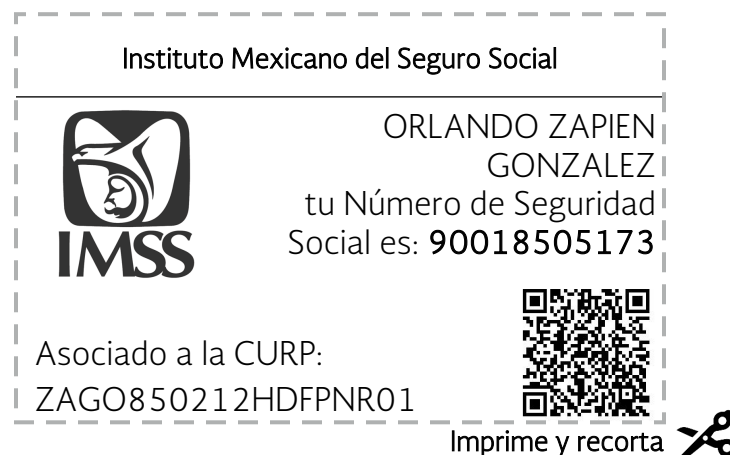 Instituto Mexicano del Seguro Social
ORLANDO ZAPIEN
GONZALEZ
tu Número de Seguridad
Social es: 90018505173
IMSS
Asociado a la CURP:
ZAGO850212HDFPNR01
Imprime y recorta